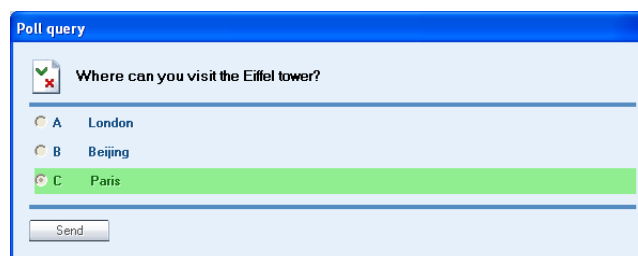 Poll query
Where can you visit the Eiffel tower?
A London
B Beijing
C Paris
Send